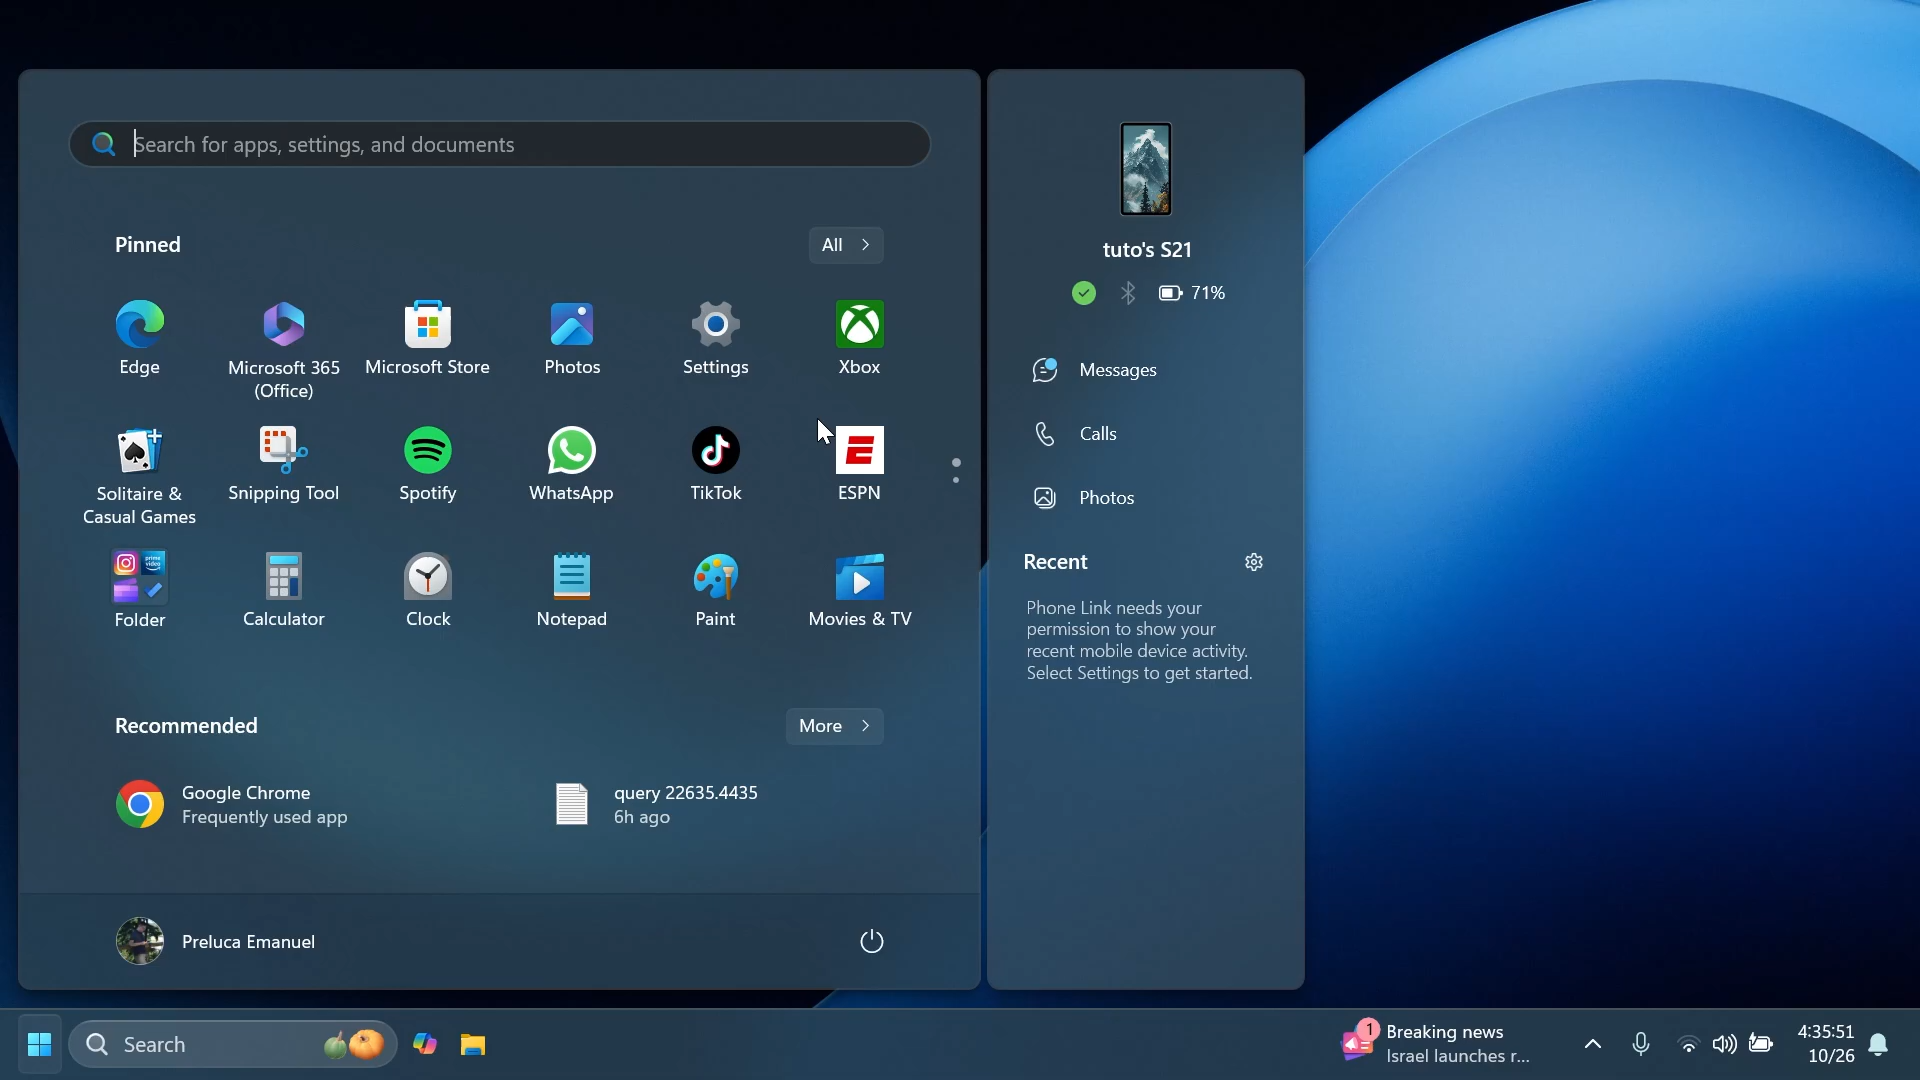 Search for apps, settings, and documents
Pinned
All
Edge
Microsoft 365
(Office)
Microsoft Store
Photos
Settings
Xbox
Solitaire &
Casual Games
Snipping Tool
Spotify
WhatsApp
TikTok
ESPN
Folder
Calculator
Clock
Notepad
Paint
Movies & TV
Recommended
More
Google Chrome
Frequently used app
query 22635.4435
6h ago
Preluca Emanuel
tuto's S21
71%
Messages
Calls
Photos
Recent
Phone Link needs your
permission to show your
recent mobile device activity.
Select Settings to get started.
Search
1
Breaking news
Israel launches r...
4:35:51
10/26